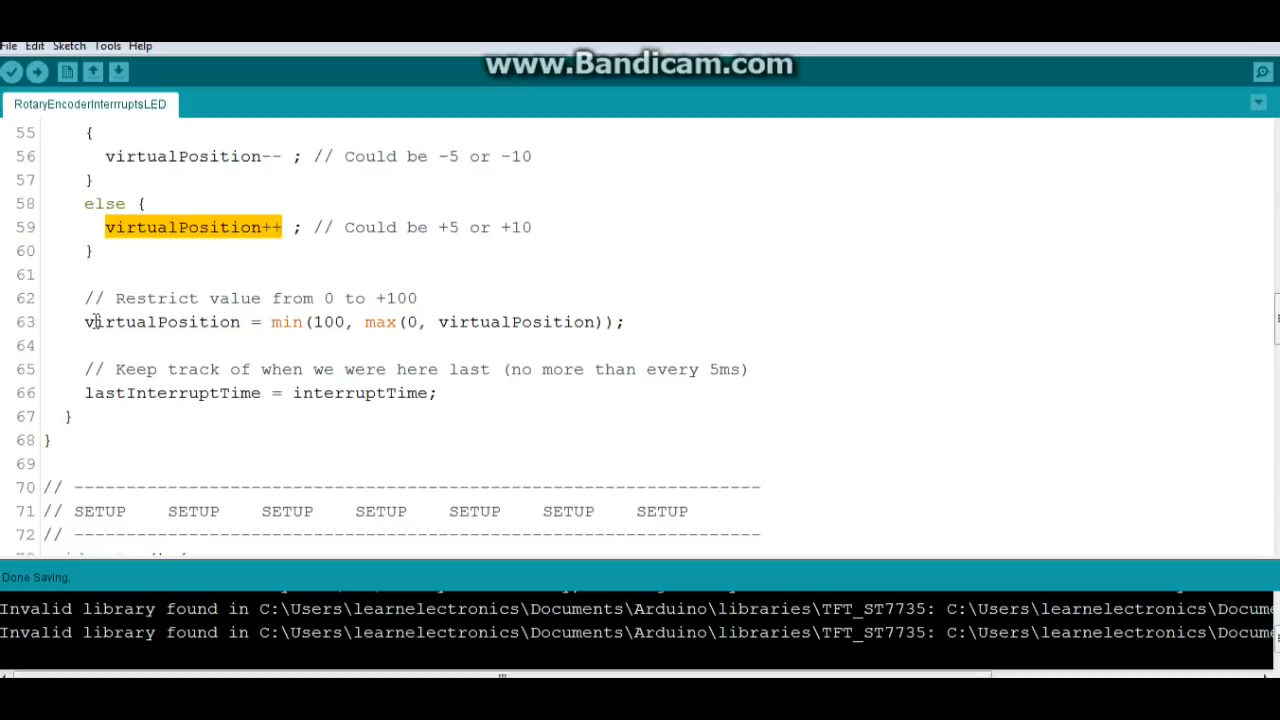 www.Bandicam.com
File Edit Sketch Tools Help
RotaryEncoderInterrruptsLED
55 {
56 virtualPosition-- ; // Could be -5 or -10
57 }
58 else {
59 virtualPosition++ ; // Could be +5 or +10
60 }
61
62 // Restrict value from 0 to +100
63 virtualPosition = min(100, max(0, virtualPosition));
64
65 // Keep track of when we were here last (no more than every 5ms)
66 lastInterruptTime = interruptTime;
67 }
68 }
69
70 // ------------------------------------------------------------------
71 // SETUP SETUP SETUP SETUP SETUP SETUP SETUP
72 // ------------------------------------------------------------------
Done Saving.
Invalid library found in C:\Users\learnelectronics\Documents\Arduino\libraries\TFT_ST7735: C:\Users\learnelectronics\Docume
Invalid library found in C:\Users\learnelectronics\Documents\Arduino\libraries\TFT_ST7735: C:\Users\learnelectronics\Docume